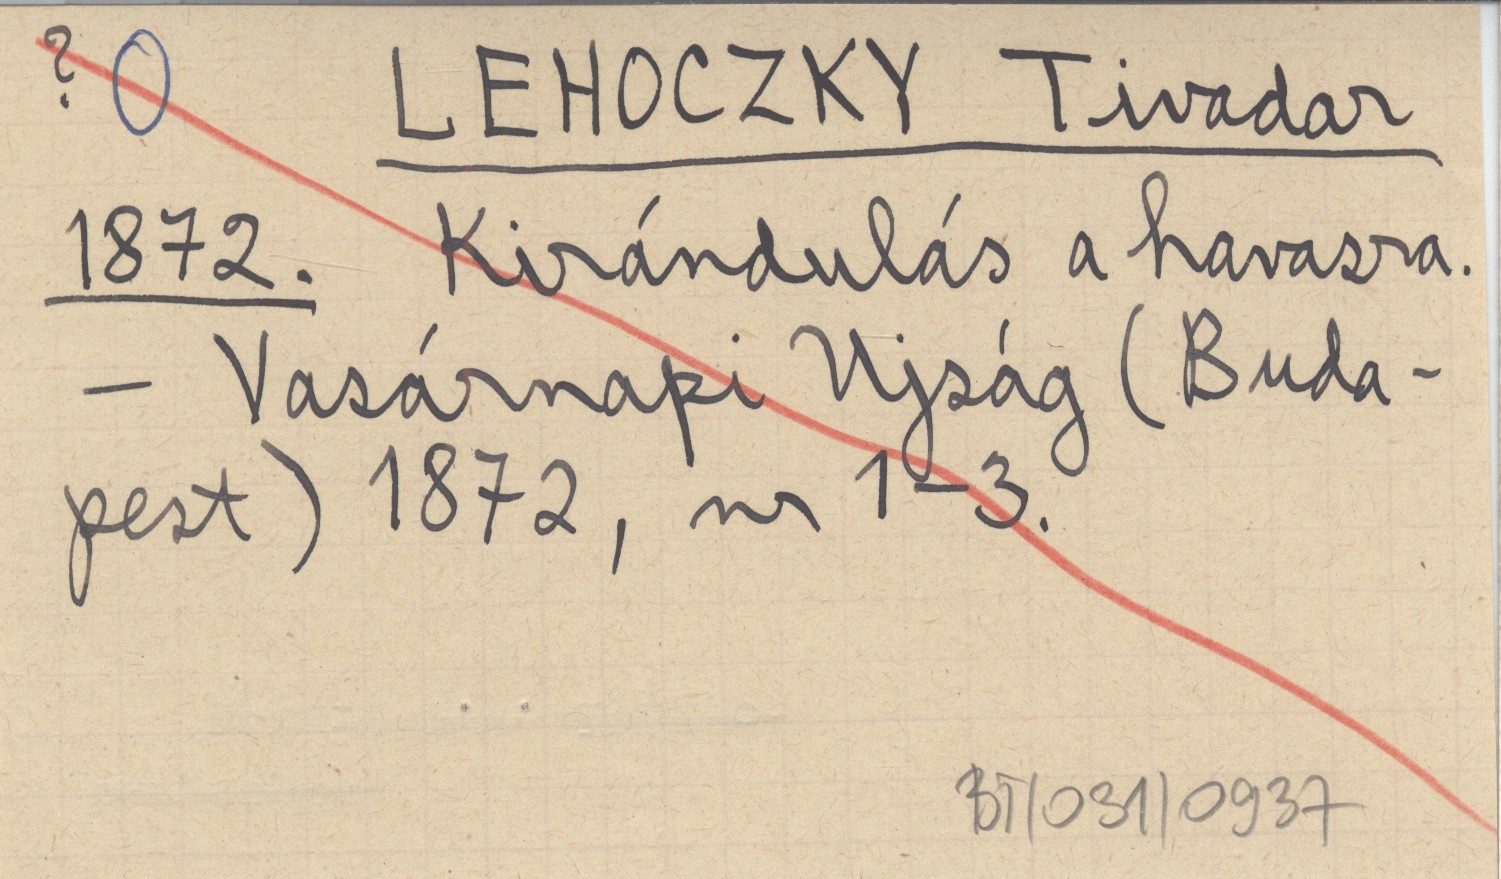 ? LEHOCZKY Tivadar
1872. Kirándulás a havasra.
— Vasárnapi Ujság (Buda-
pest) 1872, nr 1–3.
BT/031/0937